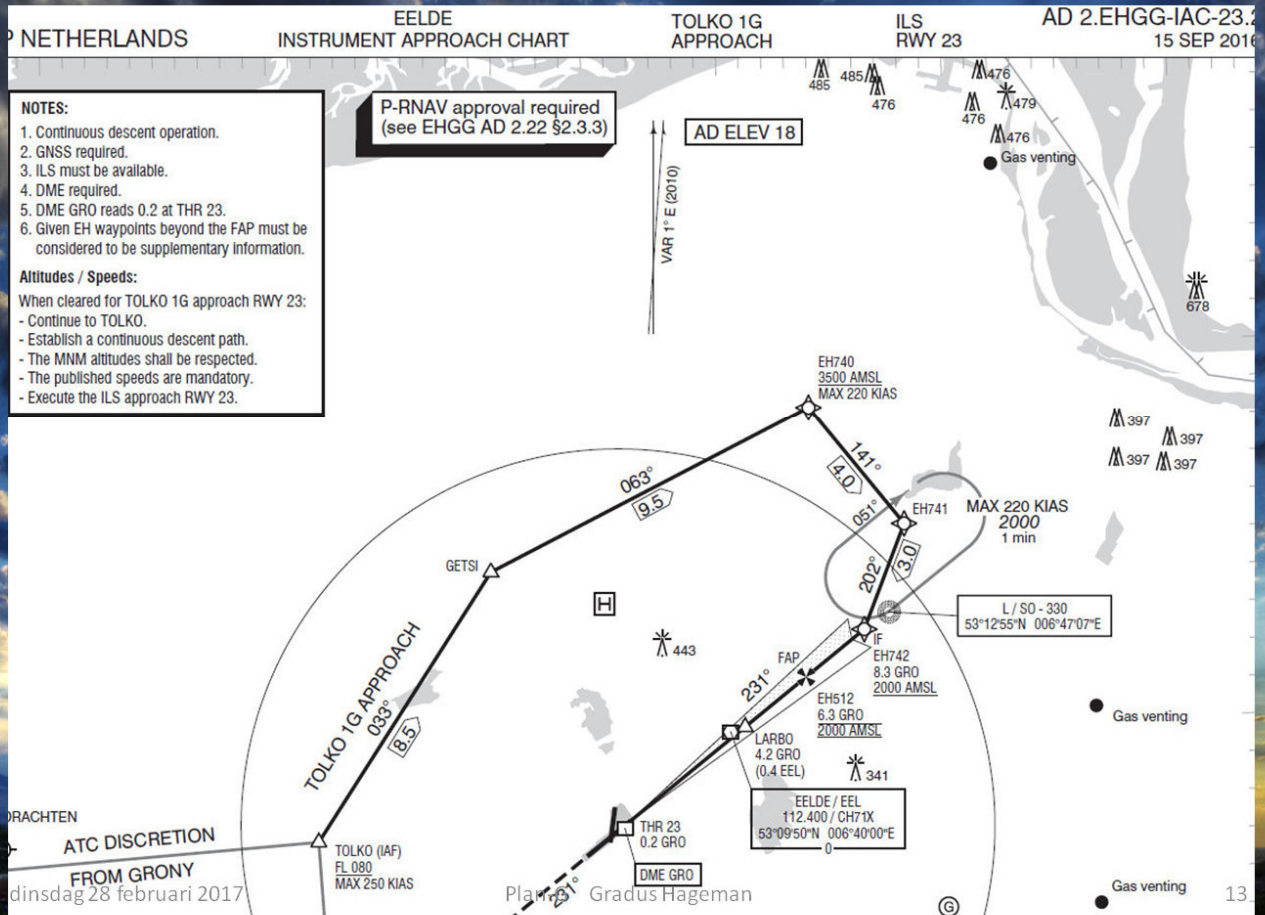 NETHERLANDS
EELDE
INSTRUMENT APPROACH CHART
TOLKO 1G
APPROACH
ILS
RWY 23
AD 2.EHGG-IAC-23.2
15 SEP 2016
NOTES:
1. Continuous descent operation.
2. GNSS required.
3. ILS must be available.
4. DME required.
5. DME GRO reads 0.2 at THR 23.
6. Given EH waypoints beyond the FAP must be
considered to be supplementary information.
Altitudes / Speeds:
When cleared for TOLKO 1G approach RWY 23:
- Continue to TOLKO.
- Establish a continuous descent path.
- The MNM altitudes shall be respected.
- The published speeds are mandatory.
- Execute the ILS approach RWY 23.
P-RNAV approval required
(see EHGG AD 2.22 §2.3.3)
AD ELEV 18
VAR 1° E (2010)
485
485
476
476
476
479
476
Gas venting
678
EH740
3500 AMSL
MAX 220 KIAS
397
397
397
397
141°
4.0
063°
9.5
051°
EH741
MAX 220 KIAS
2000
1 min
202°
3.0
GETSI
H
443
L / SO - 330
53°12'55"N 006°47'07"E
IF
EH742
8.3 GRO
2000 AMSL
FAP
231°
EH512
6.3 GRO
2000 AMSL
Gas venting
TOLKO 1G APPROACH
033°
8.5
LARBO
4.2 GRO
(0.4 EEL)
341
EELDE / EEL
112.400 / CH71X
53°09'50"N 006°40'00"E
0
THR 23
0.2 GRO
DME GRO
DRACHTEN
ATC DISCRETION
FROM GRONY
TOLKO (IAF)
FL 080
MAX 250 KIAS
231°
Gas venting
G
dinsdag 28 februari 2017
Gradus Hageman
13